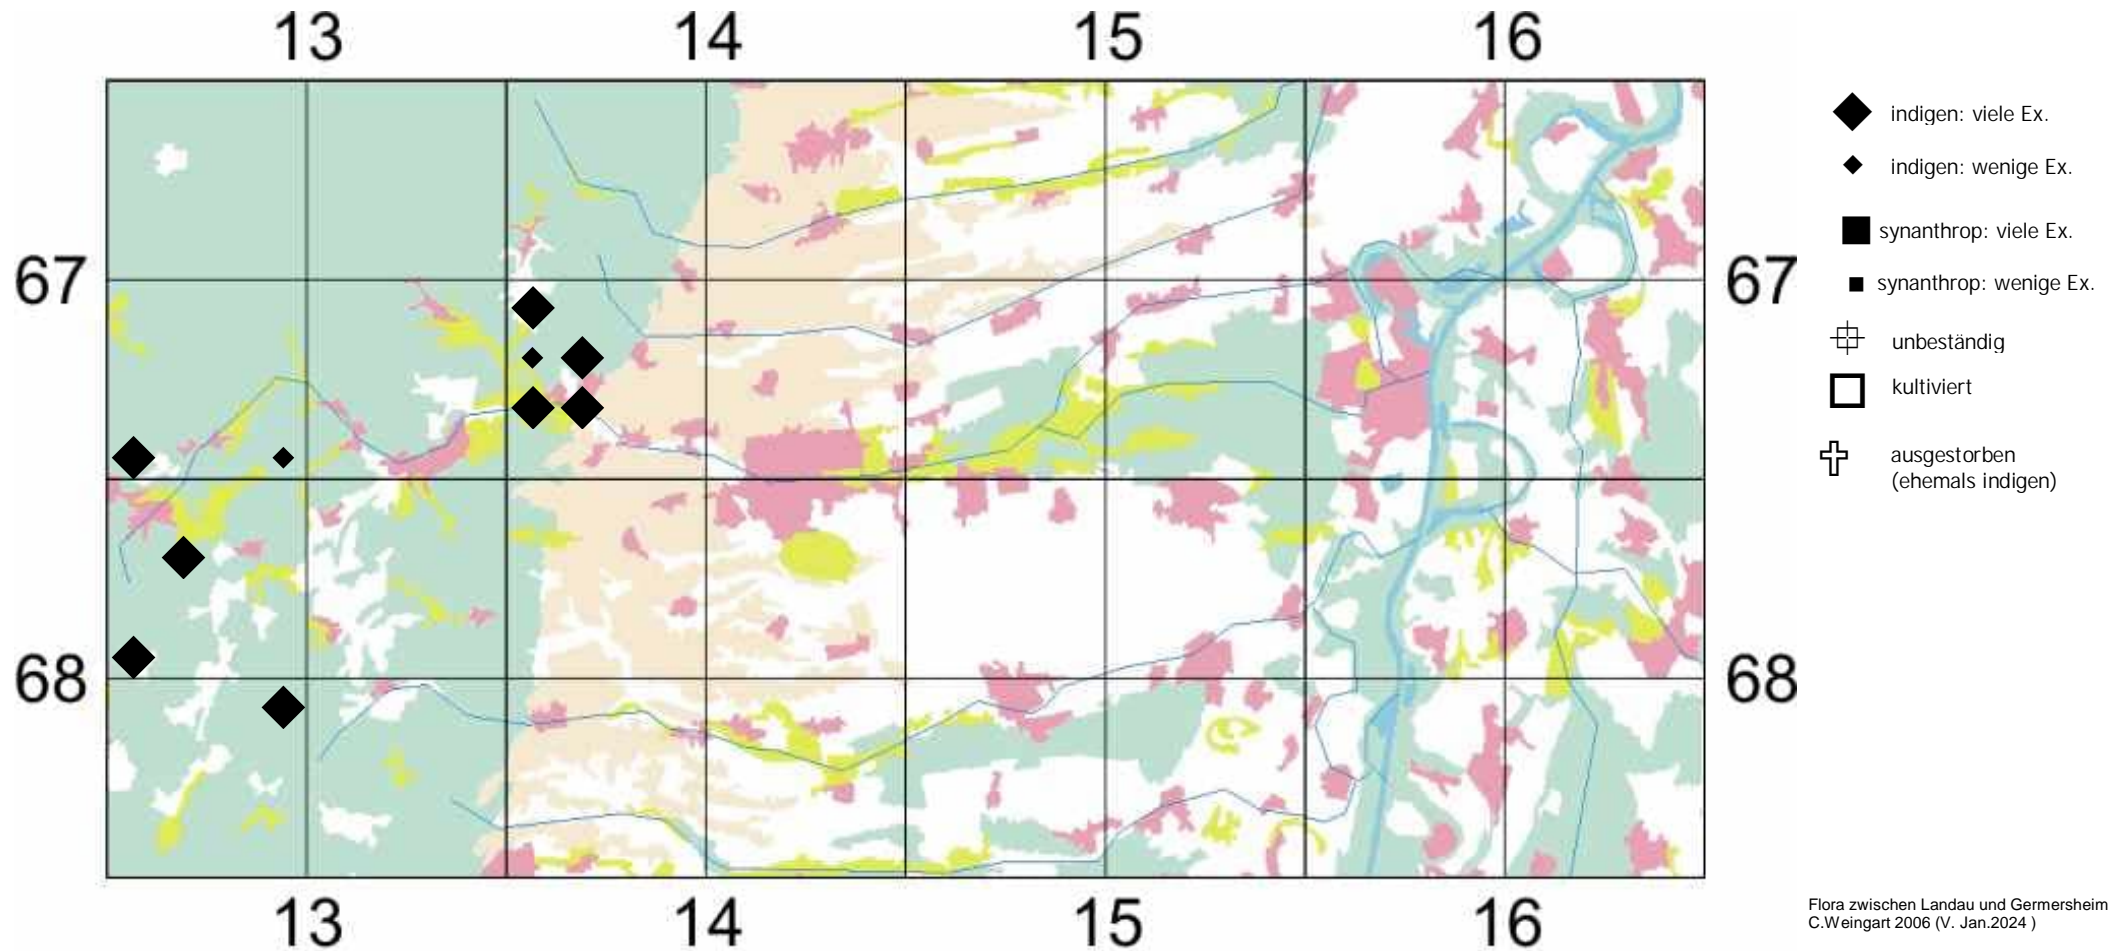 13 14 15 16
67 67
68 68
13 14 15 16
indigen: viele Ex.
indigen: wenige Ex.
synanthrop: viele Ex.
synanthrop: wenige Ex.
unbeständig
kultiviert
ausgestorben
(ehemals indigen)
Flora zwischen Landau und Germersheim
C.Weingart 2006 (V. Jan.2024 )